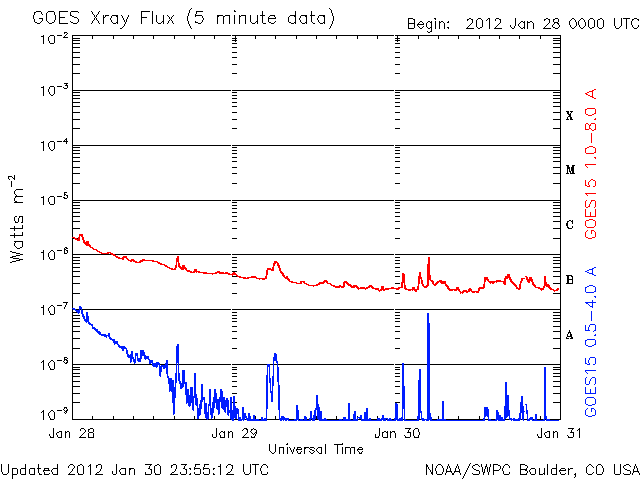 GOES Xray Flux (5 minute data)
Begin: 2012 Jan 28 0000 UTC
10-2
10-3
10-4
10-5
10-6
10-7
10-8
10-9
Watts m-2
X
M
C
B
A
GOES15 1.0-8.0 A
GOES15 0.5-4.0 A
Jan 28
Jan 29
Jan 30
Jan 31
Universal Time
Updated 2012 Jan 30 23:55:12 UTC
NOAA/SWPC Boulder, CO USA